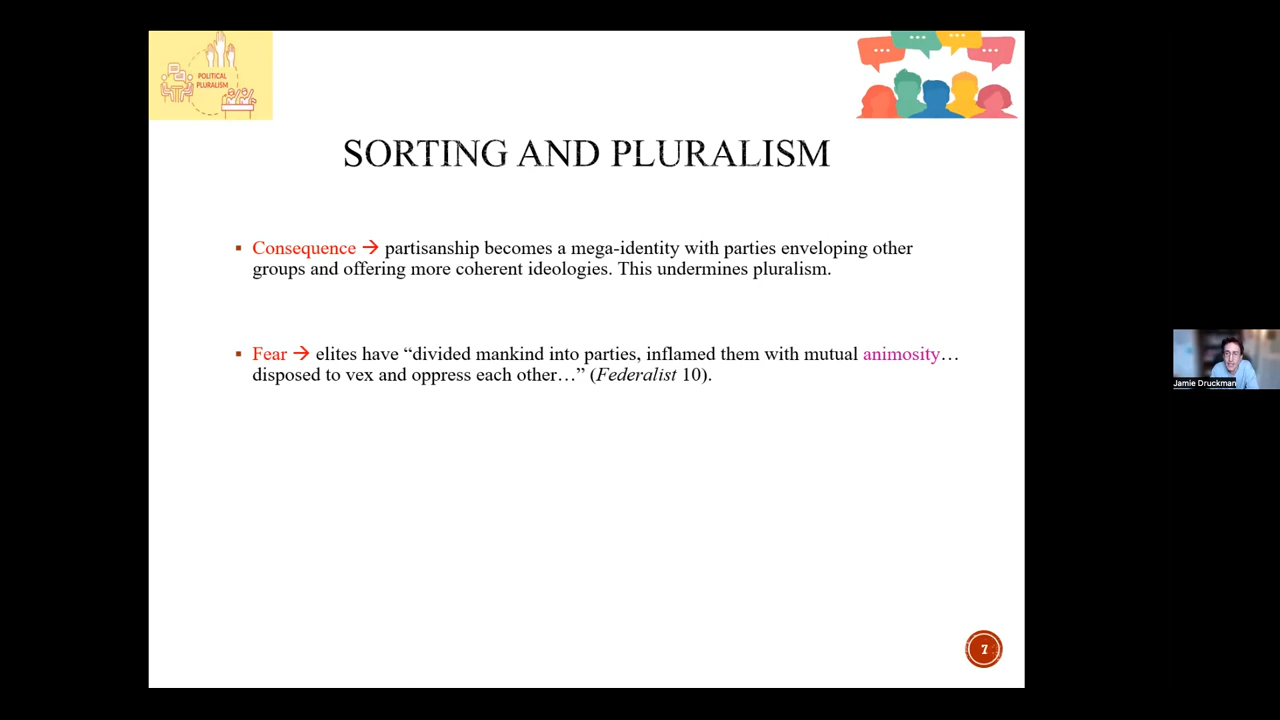 POLITICAL
PLURALISM
SORTING AND PLURALISM
▪ Consequence → partisanship becomes a mega-identity with parties enveloping other
groups and offering more coherent ideologies. This undermines pluralism.
▪ Fear → elites have “divided mankind into parties, inflamed them with mutual animosity…
disposed to vex and oppress each other…” (Federalist 10).
Jamie Druckman
7